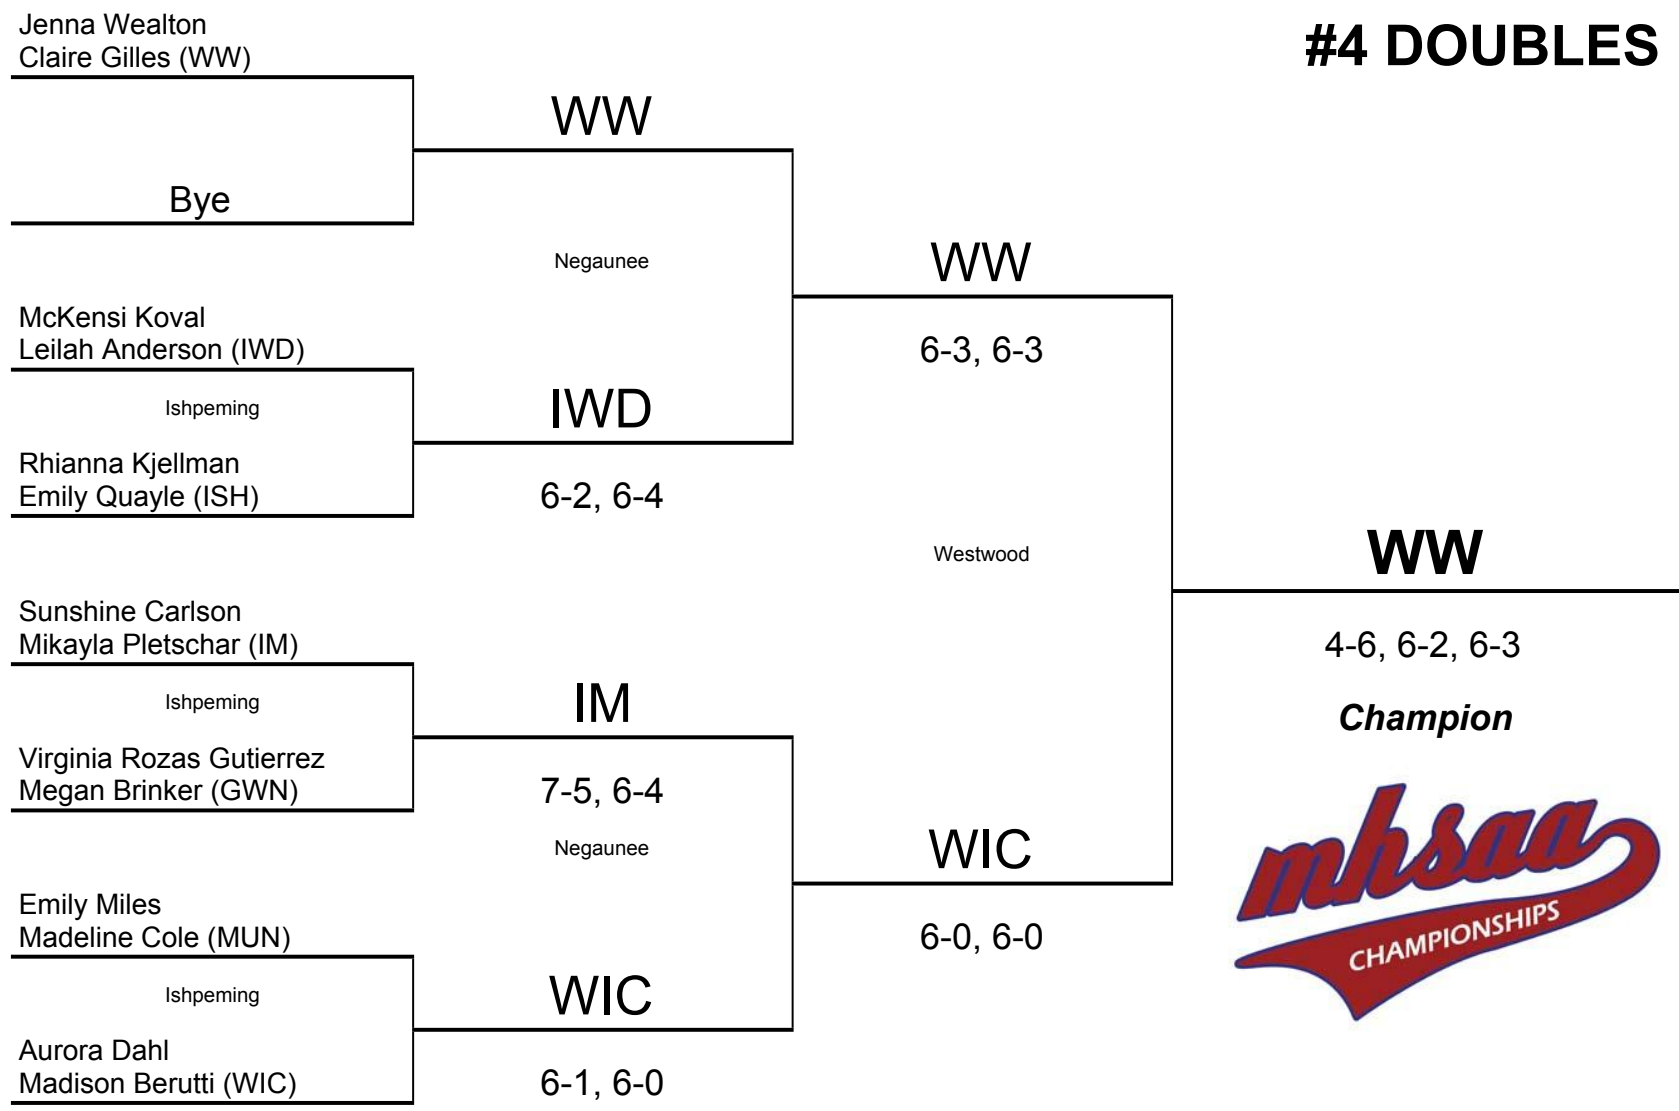 #4 DOUBLES
Jenna Wealton
Claire Gilles (WW)
Bye
McKensi Koval
Leilah Anderson (IWD)
Ishpeming
Rhianna Kjellman
Emily Quayle (ISH)
Sunshine Carlson
Mikayla Pletschar (IM)
Ishpeming
Virginia Rozas Gutierrez
Megan Brinker (GWN)
Emily Miles
Madeline Cole (MUN)
Ishpeming
Aurora Dahl
Madison Berutti (WIC)
WW
Negaunee
IWD
6-2, 6-4
IM
7-5, 6-4
Negaunee
WIC
6-1, 6-0
WW
6-3, 6-3
Westwood
WIC
6-0, 6-0
WW
4-6, 6-2, 6-3
Champion
mhsaa
CHAMPIONSHIPS